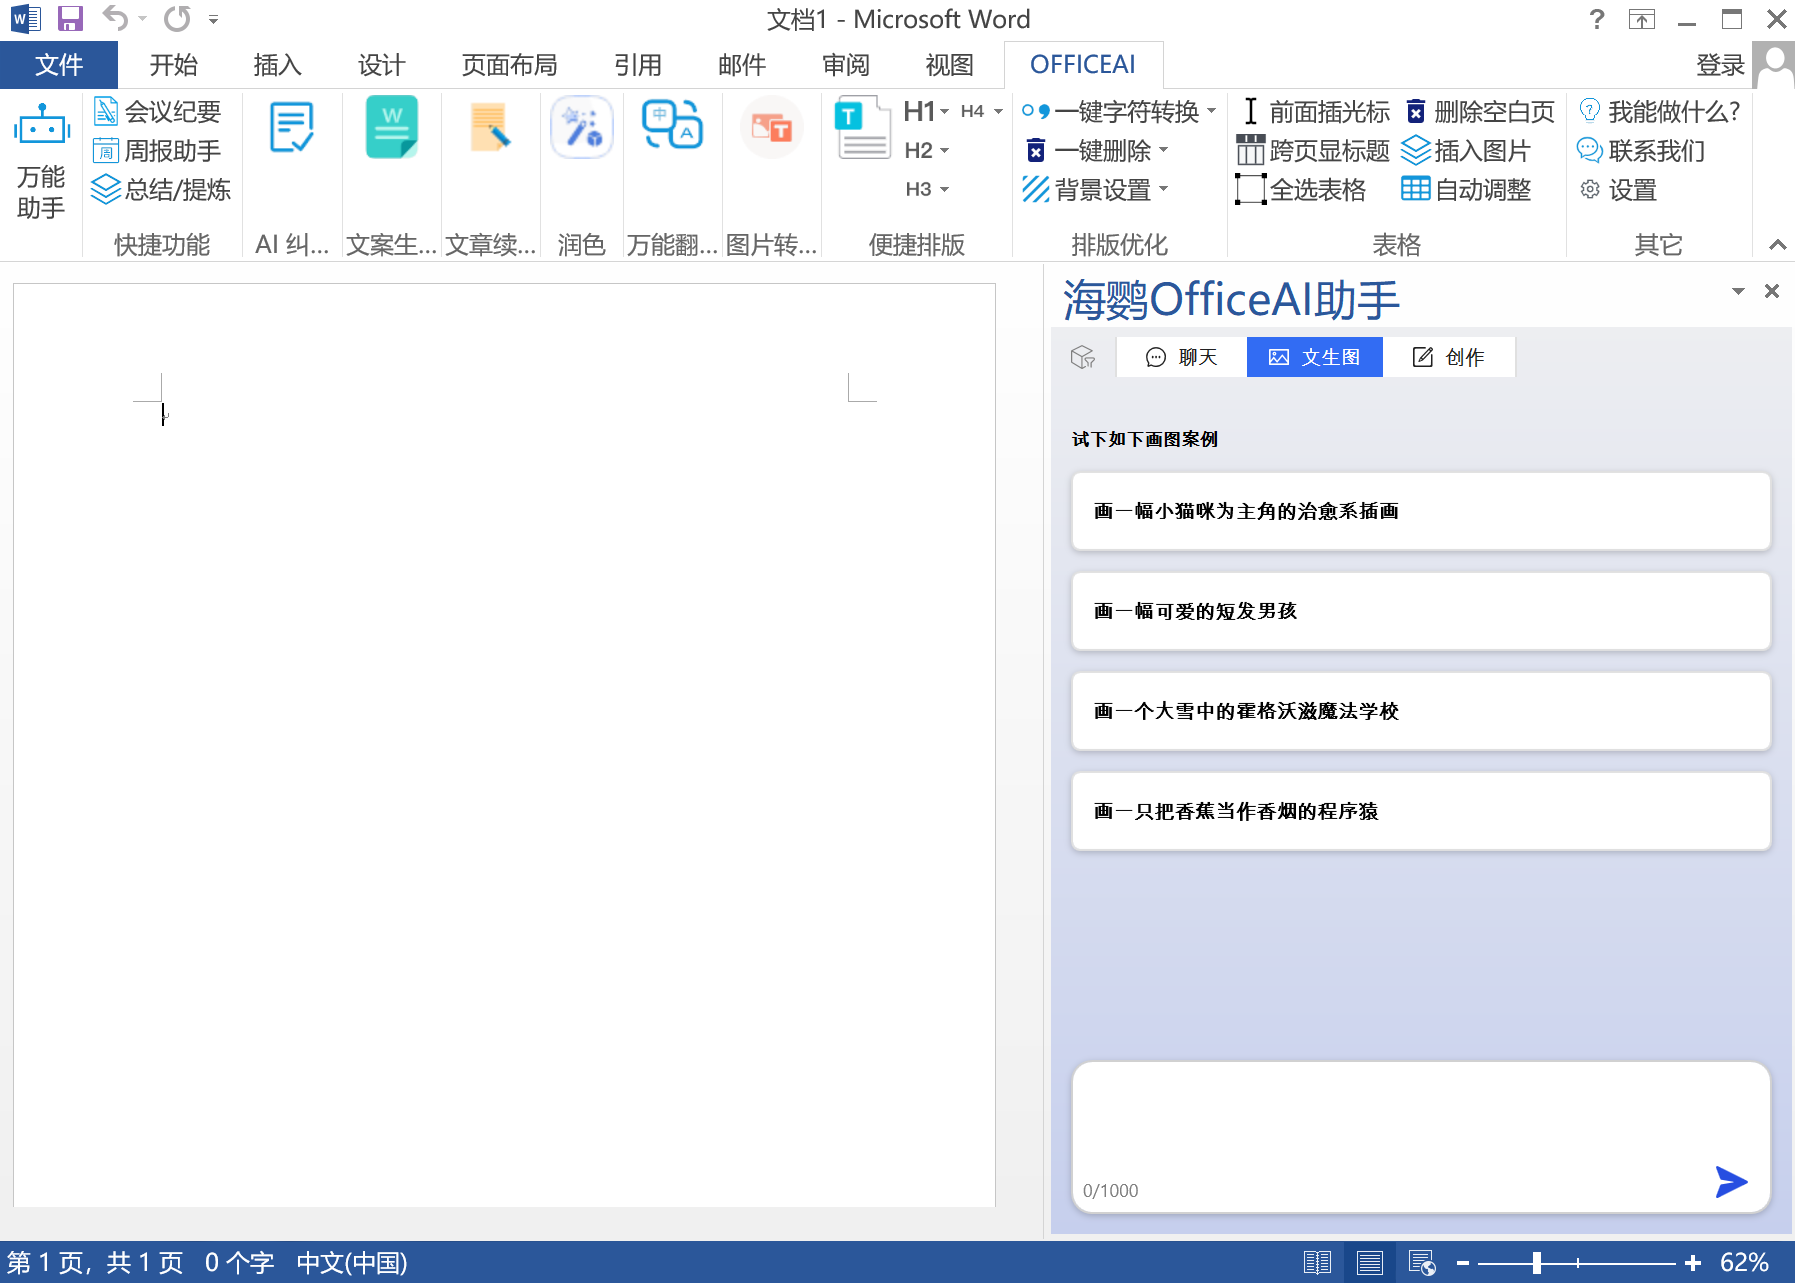 文档1 - Microsoft Word
文件 开始 插入 设计 页面布局 引用 邮件 审阅 视图 OFFICEAI 登录
万能助手
会议纪要
周报助手
总结/提炼
快捷功能
AI 纠...
文案生...
文章续...
润色
万能翻...
图片转...
H1 H4
H2
H3
便捷排版
一键字符转换
一键删除
背景设置
排版优化
前面插光标 删除空白页
跨页显标题 插入图片
全选表格 自动调整
表格
我能做什么?
联系我们
设置
其它
海鹦OfficeAI助手
聊天 文生图 创作
试下如下画图案例
画一幅小猫咪为主角的治愈系插画
画一幅可爱的短发男孩
画一个大雪中的霍格沃滋魔法学校
画一只把香蕉当作香烟的程序猿
0/1000
第 1 页, 共 1 页 0 个字 中文(中国) 62%